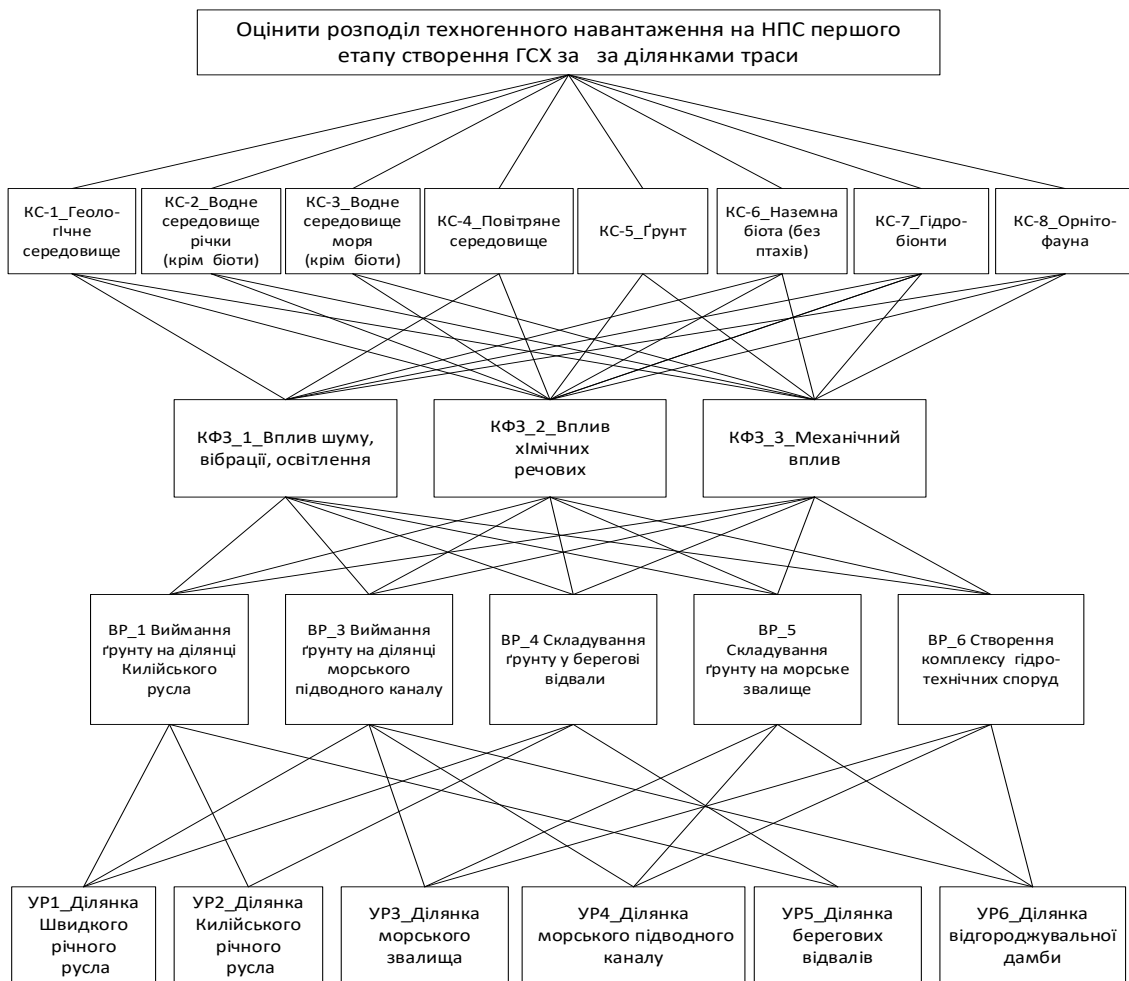 Оцінити розподіл техногенного навантаження на НПС першого
етапу створення ГСХ за за ділянками траси
КС-1_Геоло-
гІчне
середовище
КС-2_Водне
середовище
річки
(крім біоти)
КС-3_Водне
середовище
моря
(крім біоти)
КС-4_Повітряне
середовище
КС-5_Ґрунт
КС-6_Наземна
біота (без
птахів)
КС-7_Гідро-
біонти
КС-8_Орніто-
фауна
КФЗ_1_Вплив шуму,
вібрації, освітлення
КФЗ_2_Вплив
хІмічних
речових
КФЗ_3_Механічний
вплив
ВР_1 Виймання
ґрунту на ділянці
Килійського
русла
ВР_3 Виймання
ґрунту на ділянці
морського
підводного каналу
ВР_4 Складування
ґрунту у берегові
відвали
ВР_5
Складування
ґрунту на морське
звалище
ВР_6 Створення
комплексу гідро-
технічних споруд
УР1_Ділянка
Швидкого
річного
русла
УР2_Ділянка
Килійського
річного
русла
УР3_Ділянка
морського
звалища
УР4_Ділянка
морського підводного
каналу
УР5_Ділянка
берегових
відвалів
УР6_Ділянка
відгороджувальної
дамби